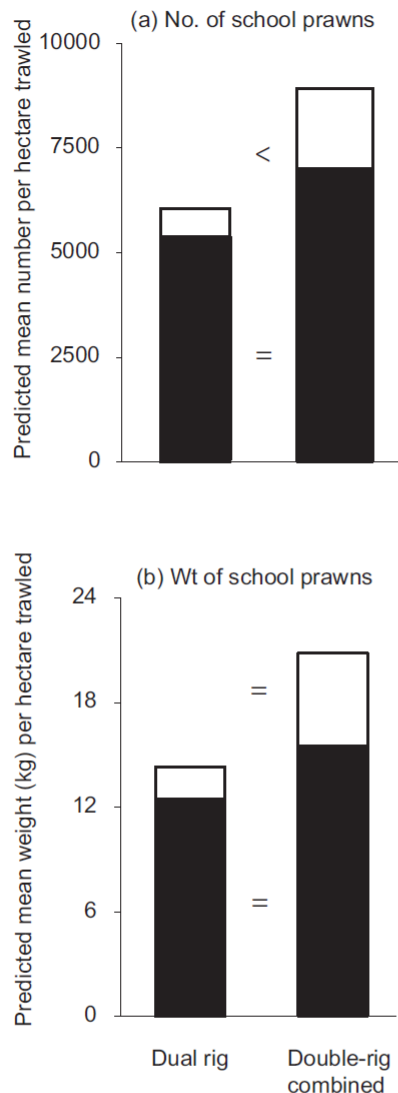 (a) No. of school prawns
Predicted mean number per hectare trawled
10000
7500
5000
2500
0
<
=
(b) Wt of school prawns
Predicted mean weight (kg) per hectare trawled
24
18
12
6
0
=
=
Dual rig
Double-rig
combined